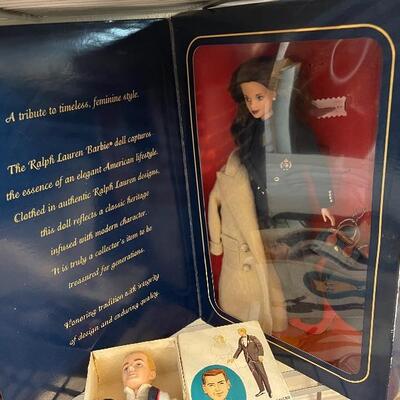 A tribute to timeless, feminine style.
The Ralph Lauren Barbie® doll captures
the essence of an elegant American lifestyle.
Clothed in authentic Ralph Lauren designs,
this doll reflects a classic heritage
infused with modern character.
It is truly a collector's item to be
treasured for generations.
Honoring tradition with integrity
of design and enduring quality.